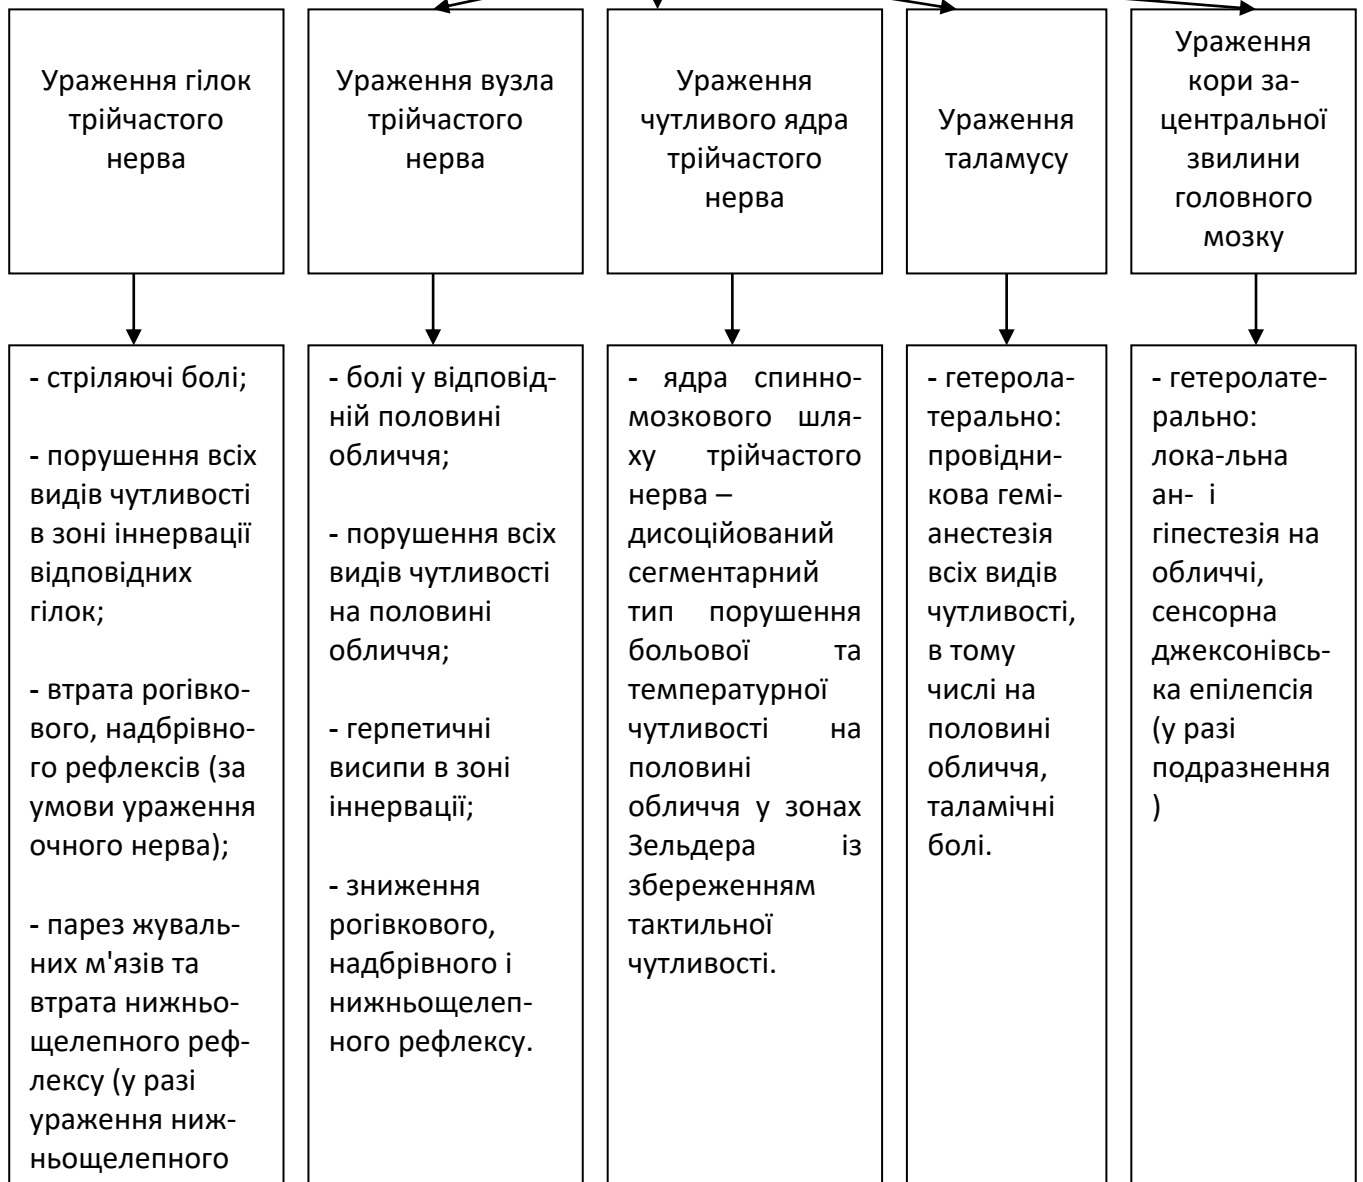 Ураження гілок
трійчастого
нерва
Ураження вузла
трійчастого
нерва
Ураження
чутливого ядра
трійчастого
нерва
Ураження
таламусу
Ураження
кори за-
центральної
звилини
головного
мозку
- стріляючі болі;
- порушення всіх
видів чутливості
в зоні іннервації
відповідних
гілок;
- втрата рогівко-
вого, надбрівно-
го рефлексів (за
умови ураження
очного нерва);
- парез жуваль-
них м'язів та
втрата нижньо-
щелепного реф-
лексу (у разі
ураження ниж-
ньощелепного
- болі у відповід-
ній половині
обличчя;
- порушення всіх
видів чутливості
на половині
обличчя;
- герпетичні
висипи в зоні
іннервації;
- зниження
рогівкового,
надбрівного і
нижньощелеп-
ного рефлексу.
- ядра спинно-
мозкового шля-
ху трійчастого
нерва –
дисоційований
сегментарний
тип порушення
больової та
температурної
чутливості на
половині
обличчя у зонах
Зельдера із
збереженням
тактильної
чутливості.
- гетерола-
терально:
провідни-
кова гемі-
анестезія
всіх видів
чутливості,
в тому
числі на
половині
обличчя,
таламічні
болі.
- гетеролате-
рально:
лока-льна
ан- і
гіпестезія на
обличчі,
сенсорна
джексонівсь-
ка епілепсія
(у разі
подразнення
)